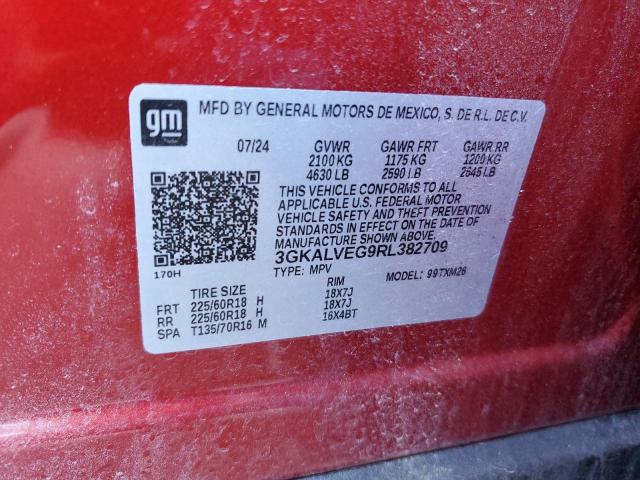 gm
MFD BY GENERAL MOTORS DE MEXICO, S. DE R.L. DE C.V.
07/24 GVWR GAWR FRT GAWR RR
2100 KG 1175 KG 1200 KG
4630 LB 2590 LB 2645 LB
THIS VEHICLE CONFORMS TO ALL
APPLICABLE U.S. FEDERAL MOTOR
VEHICLE SAFETY AND THEFT PREVENTION
STANDARDS IN EFFECT ON THE DATE OF
MANUFACTURE SHOWN ABOVE.
3GKALVEG9RL382709
170H
TYPE: MPV MODEL: 99TXM26
TIRE SIZE RIM
FRT 225/60R18 H 18X7J
RR 225/60R18 H 18X7J
SPA T135/70R16 M 16X4BT